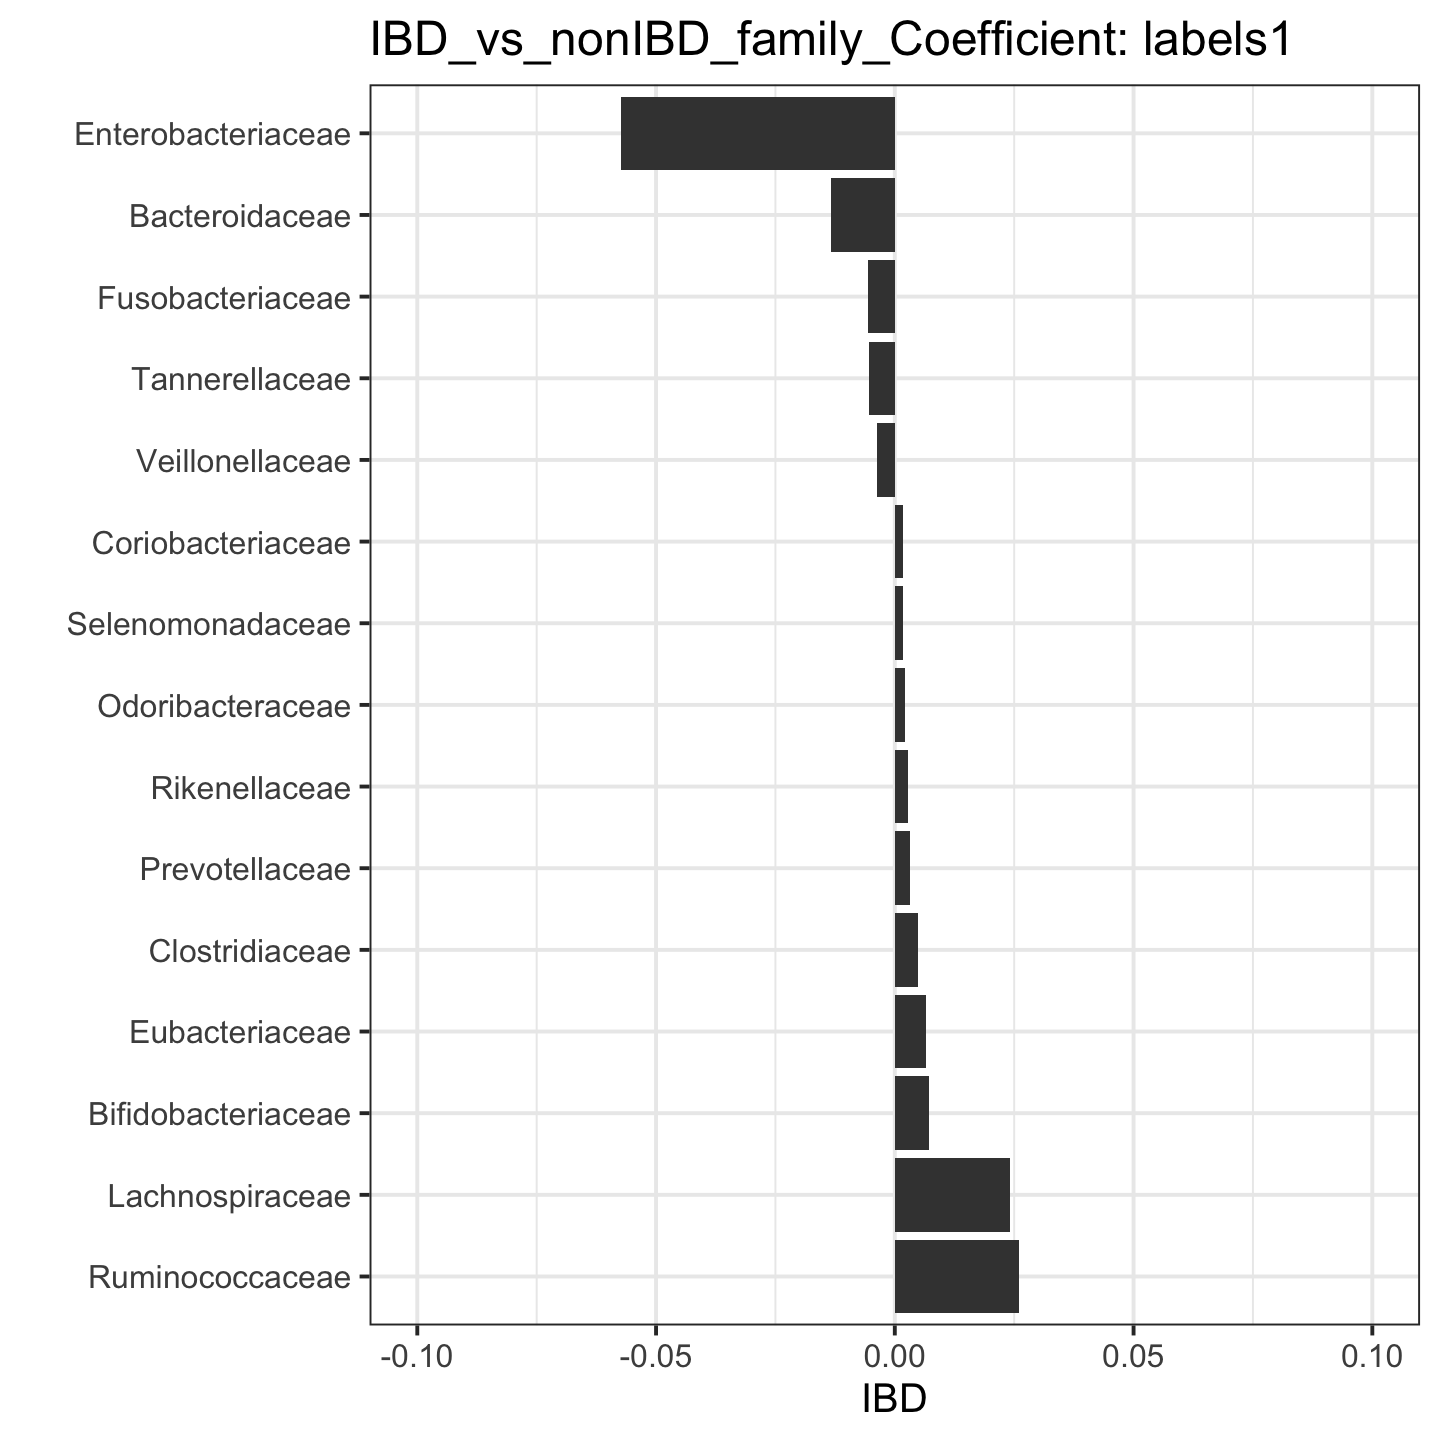 IBD_vs_nonIBD_family_Coefficient: labels1
Enterobacteriaceae
Bacteroidaceae
Fusobacteriaceae
Tannerellaceae
Veillonellaceae
Coriobacteriaceae
Selenomonadaceae
Odoribacteraceae
Rikenellaceae
Prevotellaceae
Clostridiaceae
Eubacteriaceae
Bifidobacteriaceae
Lachnospiraceae
Ruminococcaceae
-0.10 -0.05 0.00 0.05 0.10
IBD